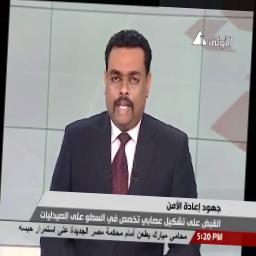 الأولى
جهود إعادة الأمن
القبض على تشكيل عصابي تخصص في السطو على الصيدليات
محامى مبارك يطعن أمام محكمة مصر الجديدة على استمرار حبسه
5:20 PM